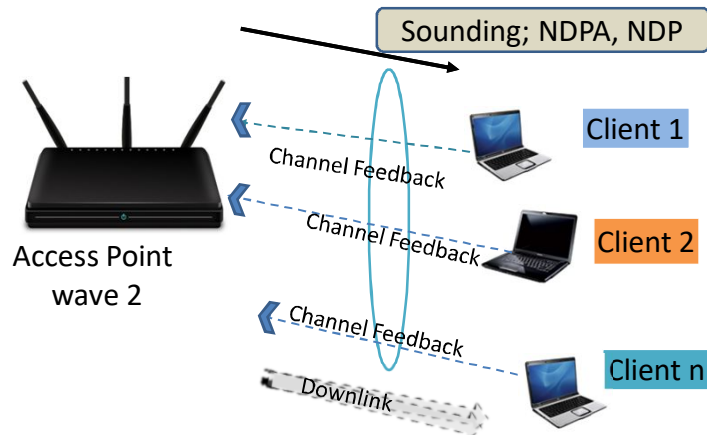 Sounding; NDPA, NDP
Client 1
Channel Feedback
Client 2
Channel Feedback
Access Point
wave 2
Channel Feedback
Client n
Downlink